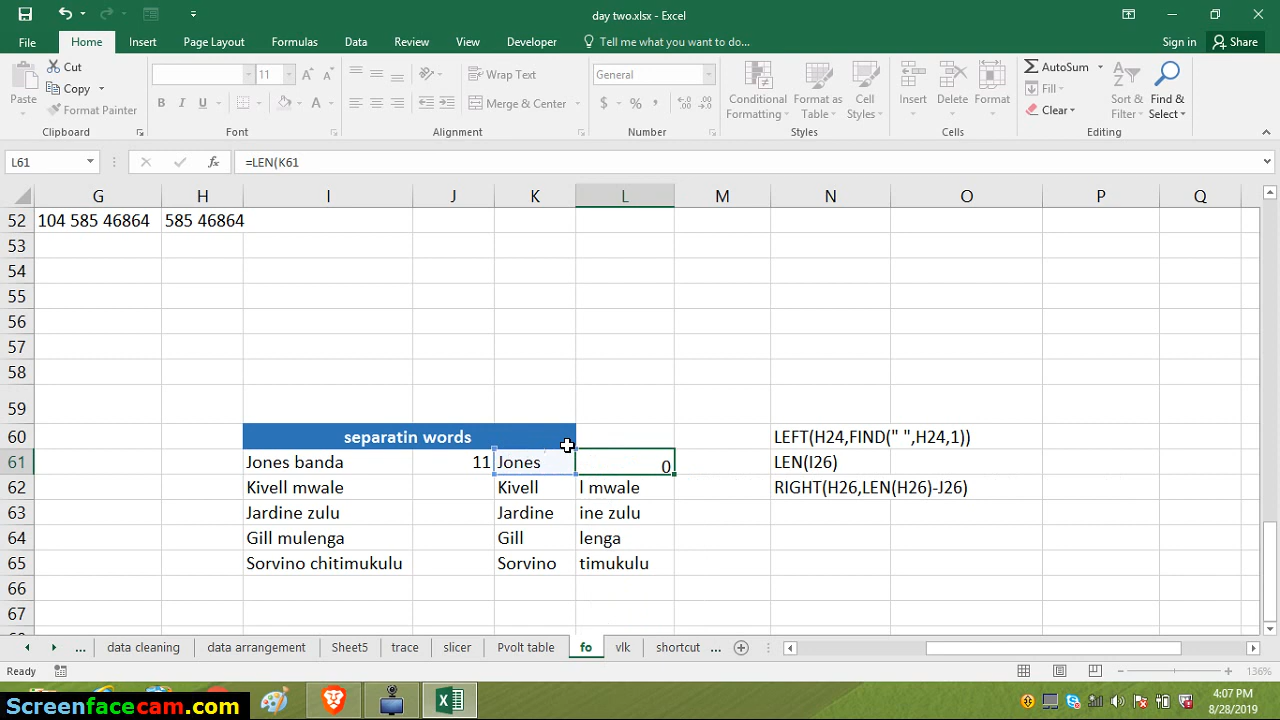 day two.xlsx - Excel
File Home Insert Page Layout Formulas Data Review View Developer Tell me what you want to do... Sign in Share
Paste Cut Copy Format Painter Clipboard
11 B I U A Font
Wrap Text Merge & Center Alignment
General $ % , Number
Conditional Formatting Format as Table Cell Styles Styles
Insert Delete Format Cells
AutoSum Fill Clear Sort & Filter Find & Select Editing
L61 fx =LEN(K61
G H I J K L M N O P Q
52 104 585 46864 585 46864
53
54
55
56
57
58
59
60 separatin words LEFT(H24,FIND(" ",H24,1))
61 Jones banda 11 Jones 0 LEN(I26)
62 Kivell mwale Kivell l mwale RIGHT(H26,LEN(H26)-J26)
63 Jardine zulu Jardine ine zulu
64 Gill mulenga Gill lenga
65 Sorvino chitimukulu Sorvino timukulu
66
67
... data cleaning data arrangement Sheet5 trace slicer Pvolt table fo vlk shortcut ...
Ready 136%
Screenfacecam.com
4:07 PM
8/28/2019